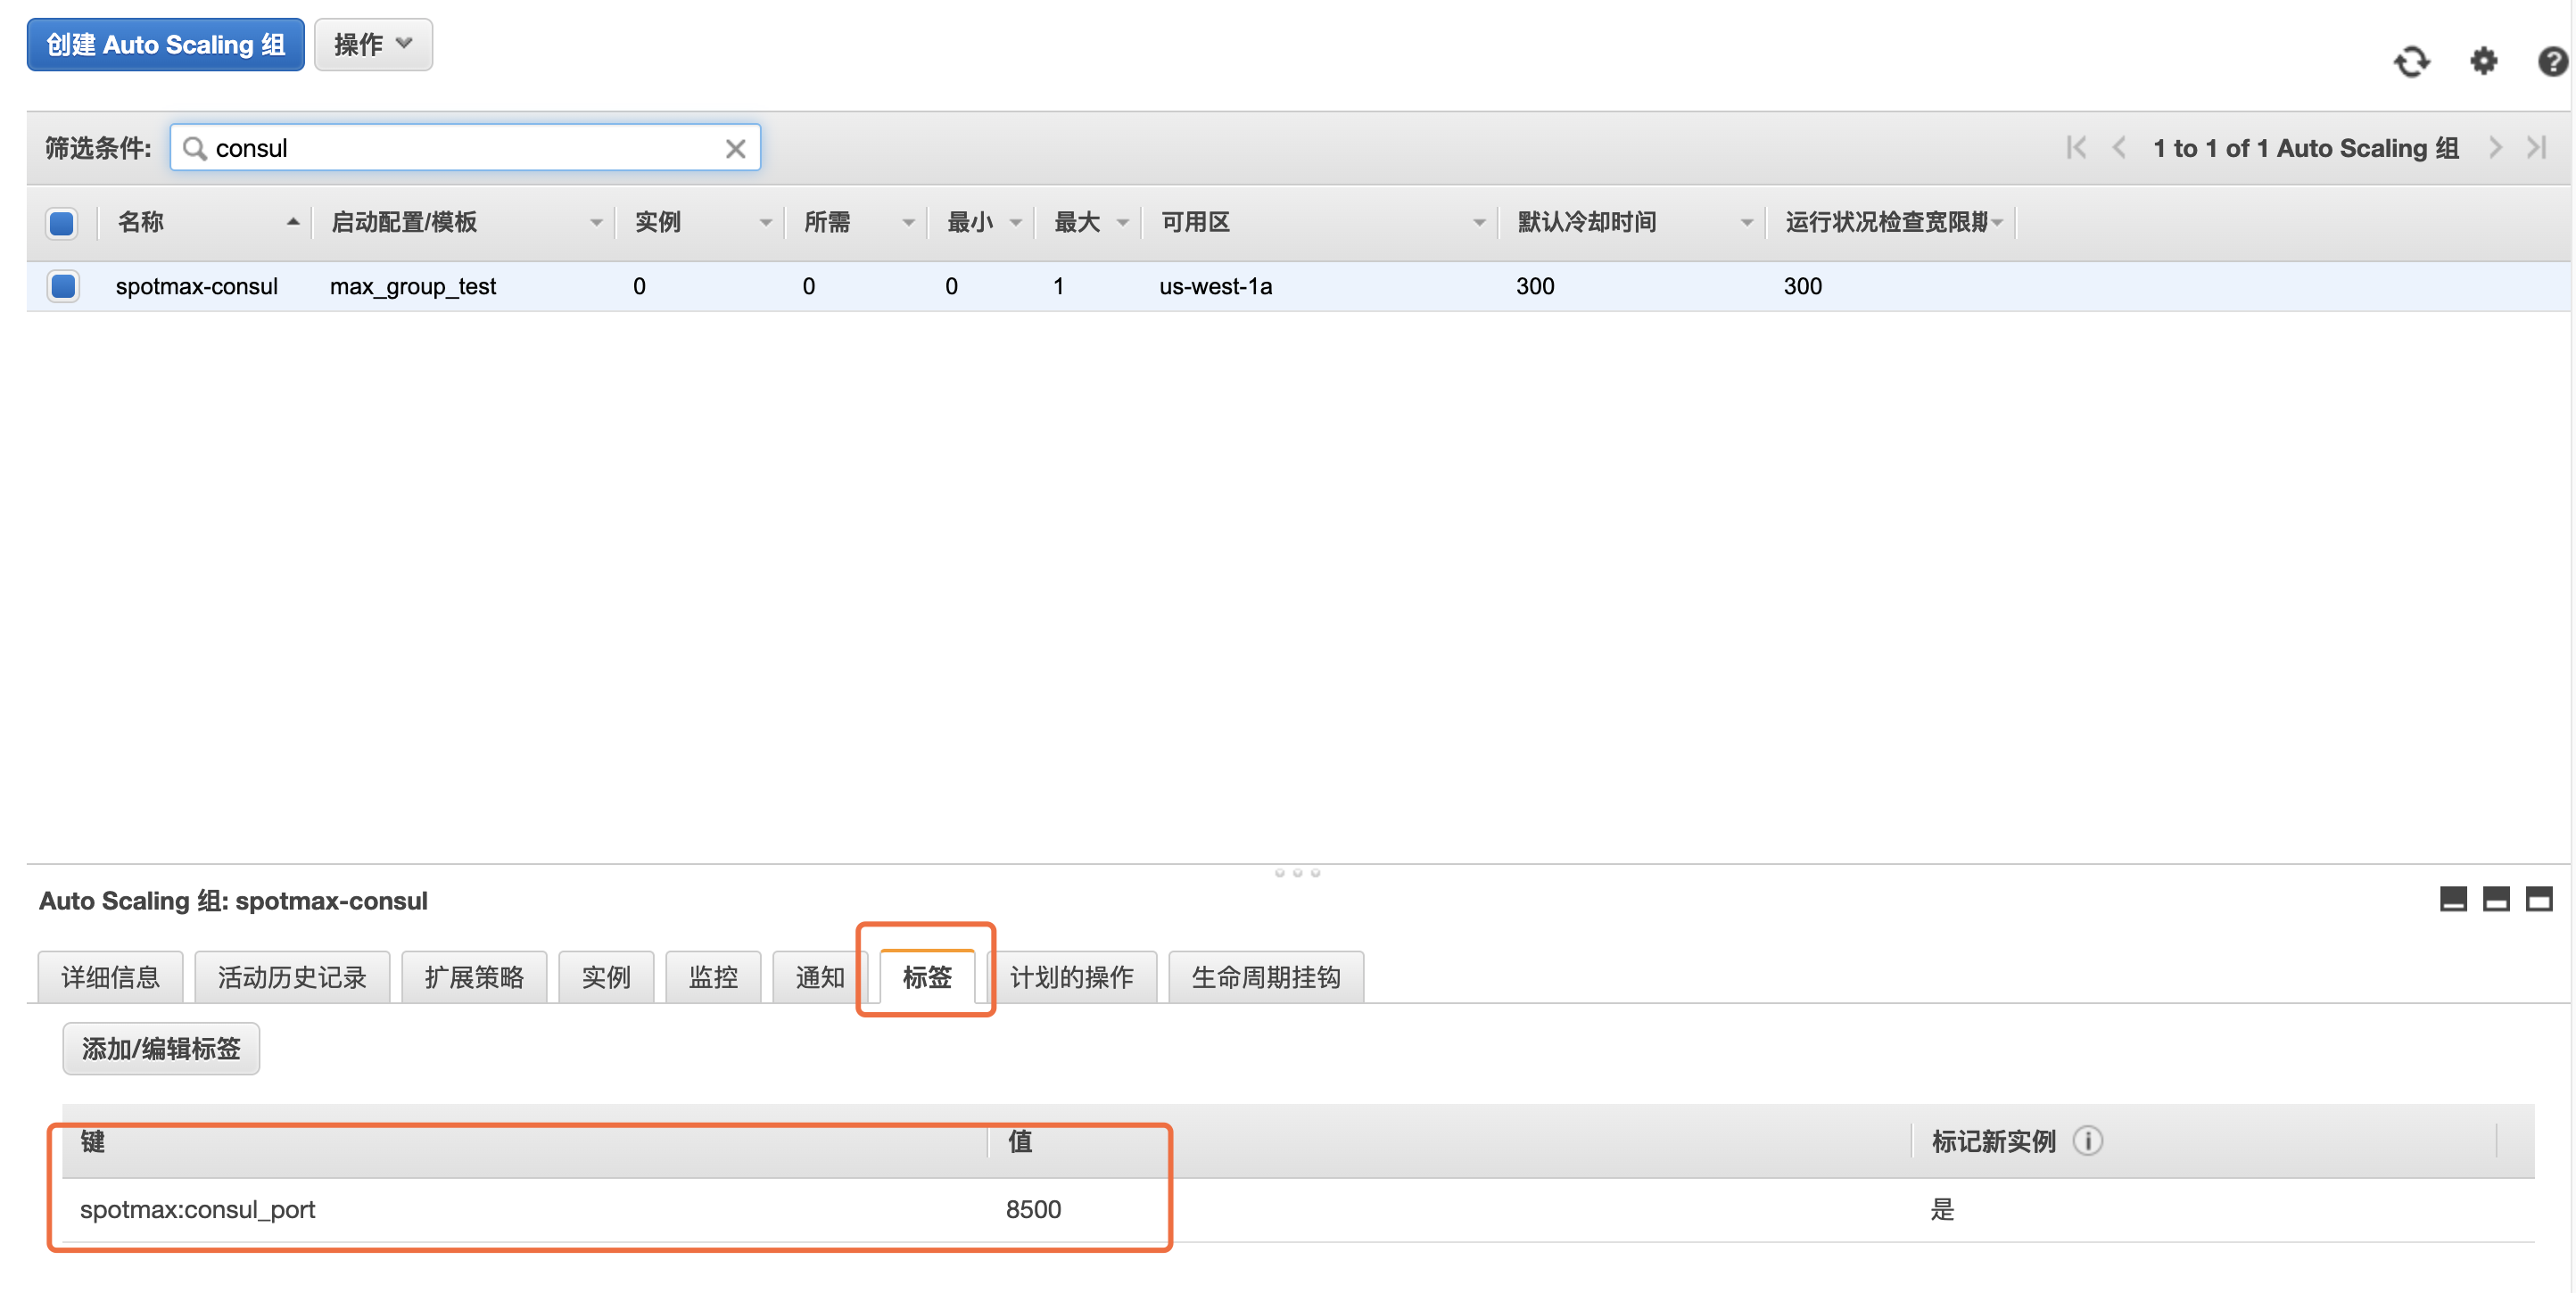 创建 Auto Scaling 组 操作
筛选条件: consul 1 to 1 of 1 Auto Scaling 组
名称 启动配置/模板 实例 所需 最小 最大 可用区 默认冷却时间 运行状况检查宽限期
spotmax-consul max_group_test 0 0 0 1 us-west-1a 300 300
Auto Scaling 组: spotmax-consul
详细信息 活动历史记录 扩展策略 实例 监控 通知 标签 计划的操作 生命周期挂钩
添加/编辑标签
键 值 标记新实例
spotmax:consul_port 8500 是